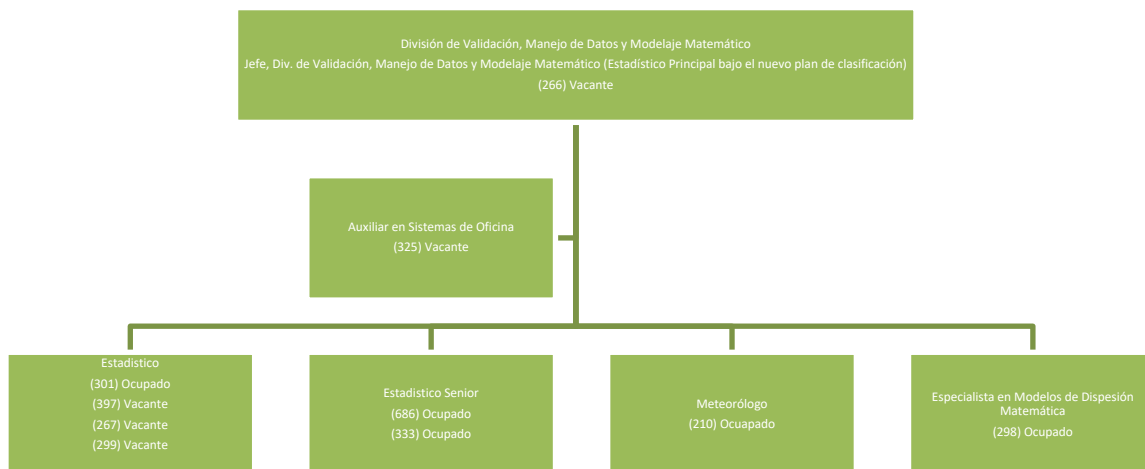 División de Validación, Manejo de Datos y Modelaje Matemático
Jefe, Div. de Validación, Manejo de Datos y Modelaje Matemático (Estadístico Principal bajo el nuevo plan de clasificación)
(266) Vacante
Auxiliar en Sistemas de Oficina
(325) Vacante
Estadistico
(301) Ocupado
(397) Vacante
(267) Vacante
(299) Vacante
Estadistico Senior
(686) Ocupado
(333) Ocupado
Meteorólogo
(210) Ocuapado
Especialista en Modelos de Dispesión
Matemática
(298) Ocupado